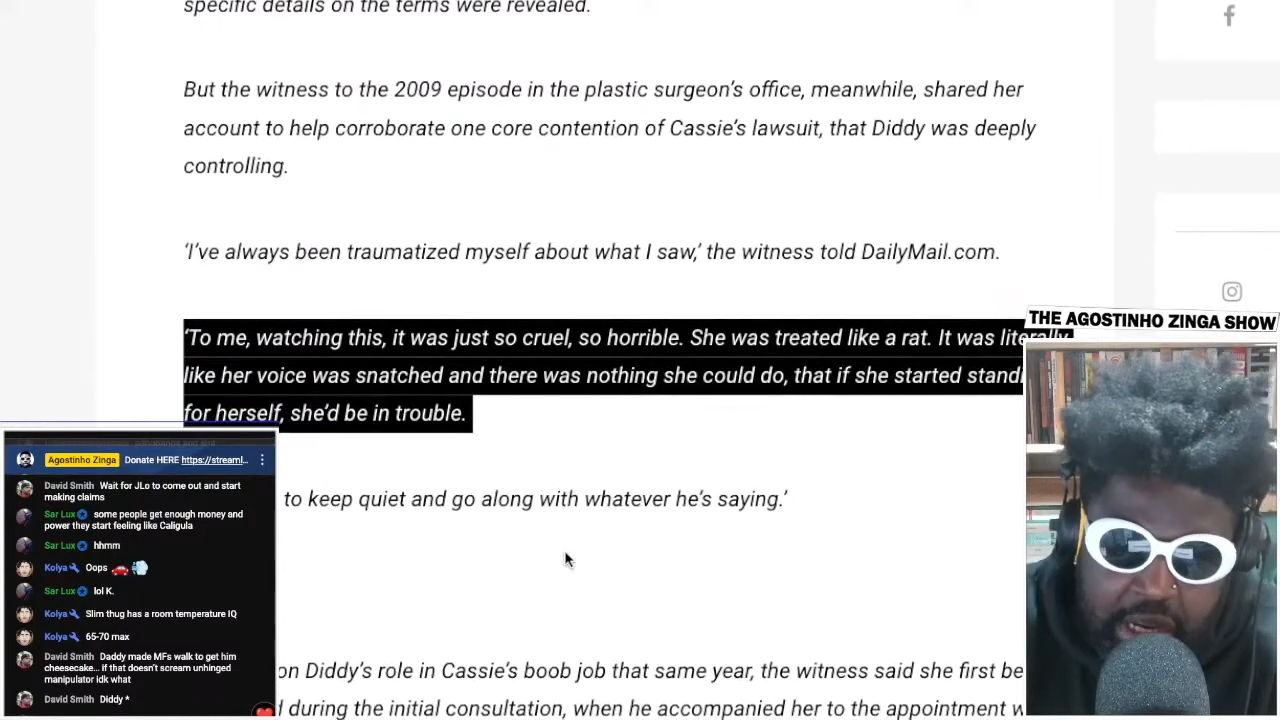 specific details on the terms were revealed.
But the witness to the 2009 episode in the plastic surgeon's office, meanwhile, shared her
account to help corroborate one core contention of Cassie's lawsuit, that Diddy was deeply
controlling.
'I've always been traumatized myself about what I saw,' the witness told DailyMail.com.
'To me, watching this, it was just so cruel, so horrible. She was treated like a rat. It was literally
like her voice was snatched and there was nothing she could do, that if she started
for herself, she'd be in trouble.
to keep quiet and go along with whatever he's saying.'
on Diddy's role in Cassie's boob job that same year, the witness said she first
during the initial consultation, when he accompanied her to the appointment
THE AGOSTINHO ZINGA SHOW
Agostinho Zinga Donate HERE https://streaml...
David Smith Wait for JLo to come out and start
making claims
Sar Lux some people get enough money and
power they start feeling like Caligula
Sar Lux hhmm
Kolya Oops
Sar Lux lol K.
Kolya Slim thug has a room temperature IQ
Kolya 65-70 max
David Smith Daddy made MFs walk to get him
cheesecake... if that doesn't scream unhinged
manipulator idk what
David Smith Diddy *